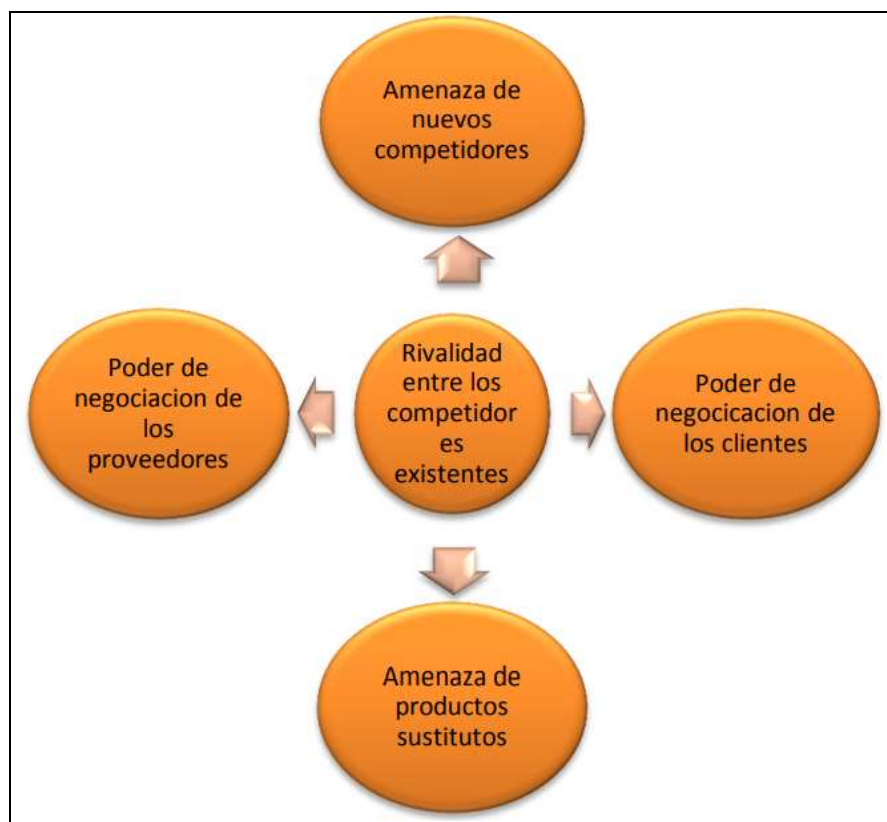 Amenaza de
nuevos
competidores
Poder de
negociacion de
los
proveedores
Rivalidad
entre los
competidor
es
existentes
Poder de
negocicacion de
los clientes
Amenaza de
productos
sustitutos